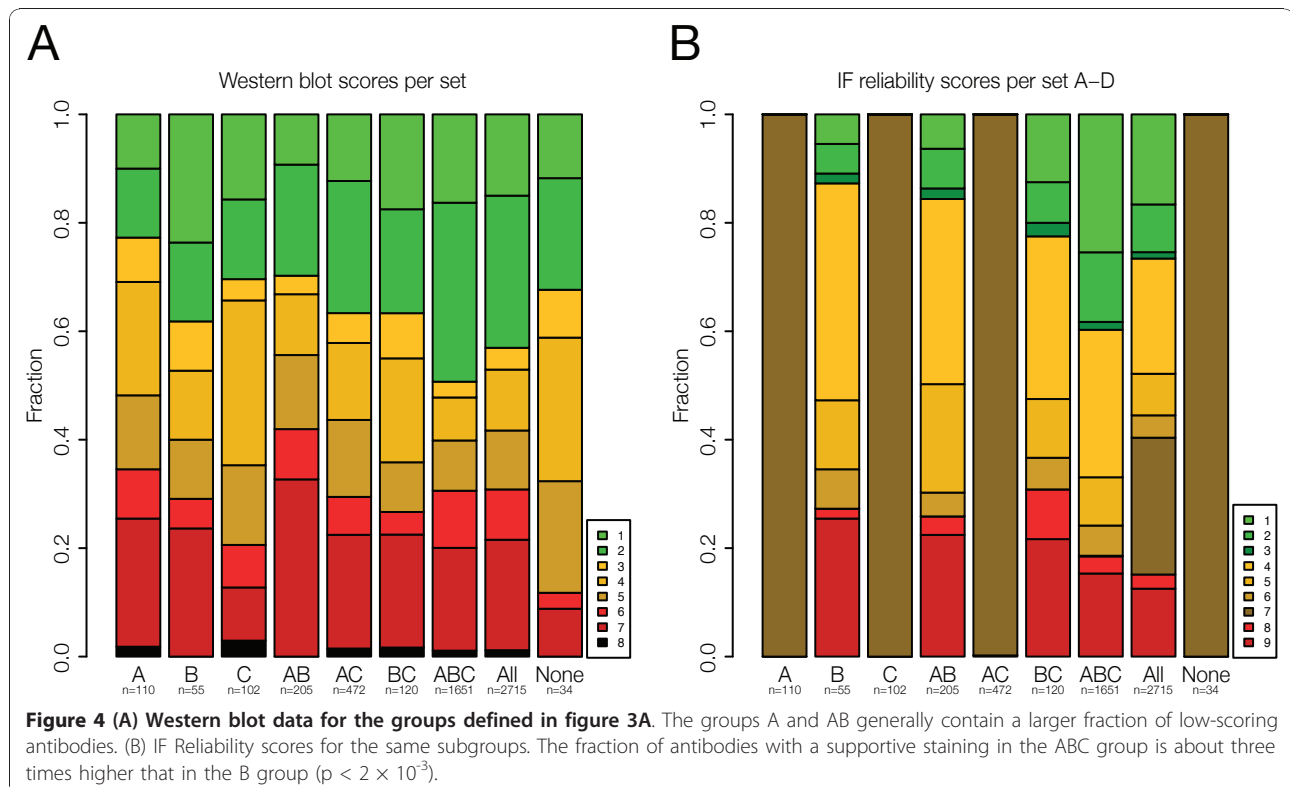 A
B
Western blot scores per set
IF reliability scores per set A–D
Fraction
0.0 0.2 0.4 0.6 0.8 1.0
A B C AB AC BC ABC All None
n=110 n=55 n=102 n=205 n=472 n=120 n=1651 n=2715 n=34
1
2
3
4
5
6
7
8
Fraction
0.0 0.2 0.4 0.6 0.8 1.0
A B C AB AC BC ABC All None
n=110 n=55 n=102 n=205 n=472 n=120 n=1651 n=2715 n=34
1
2
3
4
5
6
7
8
9
Figure 4 (A) Western blot data for the groups defined in figure 3A. The groups A and AB generally contain a larger fraction of low-scoring
antibodies. (B) IF Reliability scores for the same subgroups. The fraction of antibodies with a supportive staining in the ABC group is about three
times higher that in the B group (p < 2 × 10⁻³).